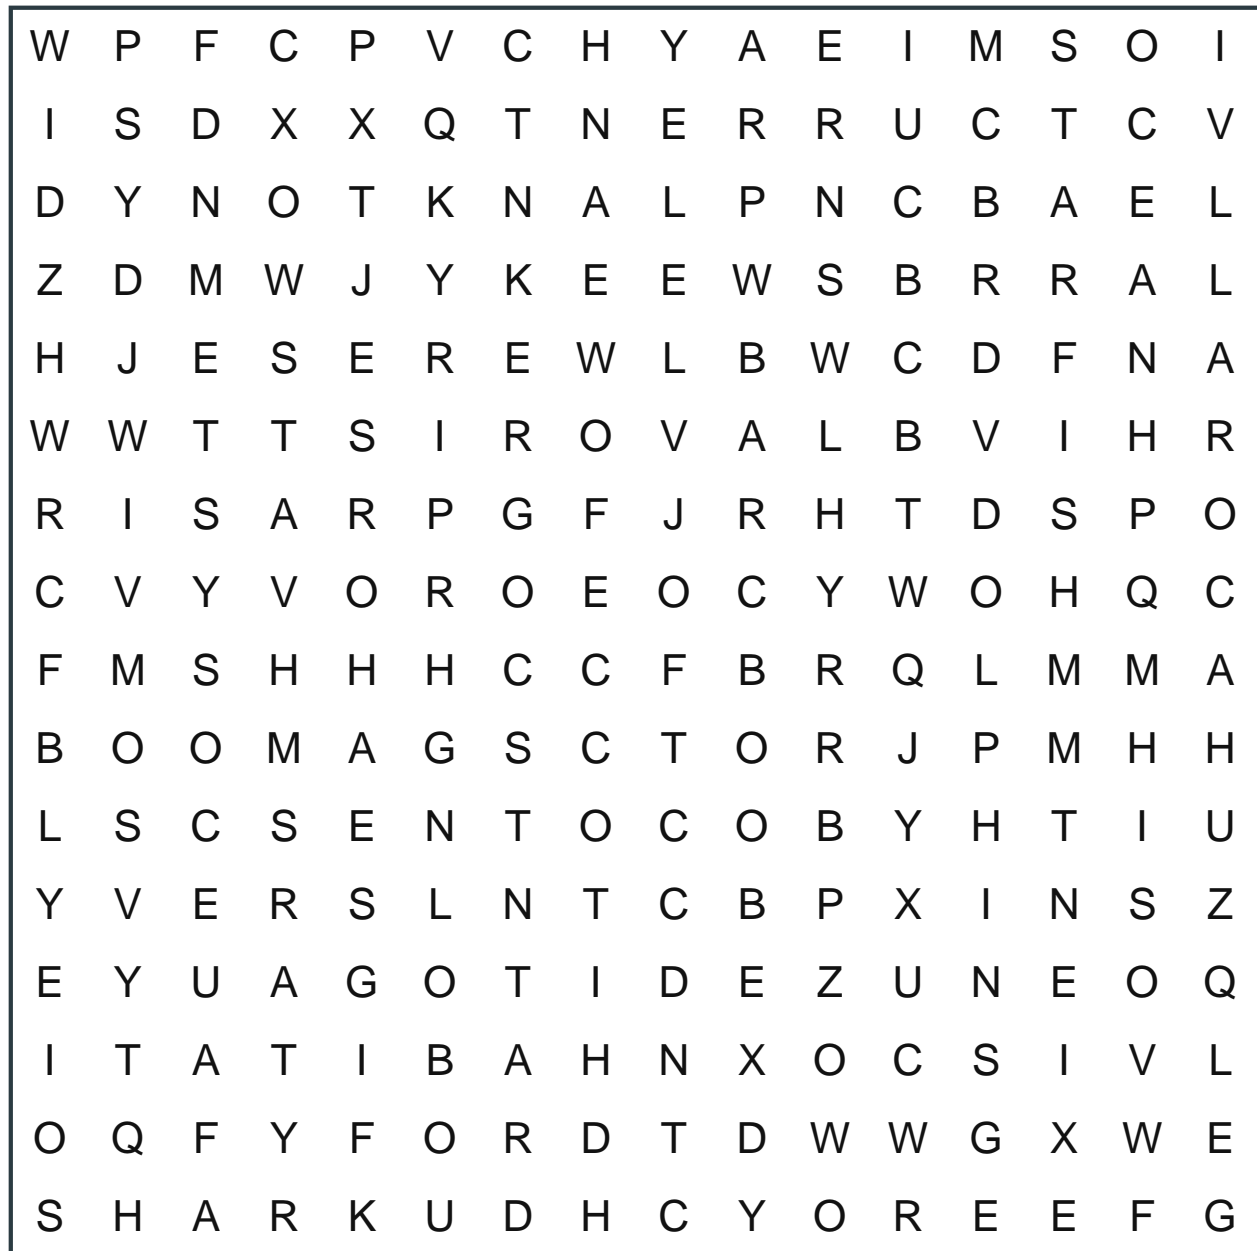 W P F C P V C H Y A E I M S O I
I S D X X Q T N E R R U C T C V
D Y N O T K N A L P N C B A E L
Z D M W J Y K E E W S B R R A L
H J E S E R E W L B W C D F N A
W W T T S I R O V A L B V I H R
R I S A R P G F J R H T D S P O
C V Y V O R O E O C Y W O H Q C
F M S H H H C C F B R Q L M M A
B O O M A G S C T O R J P M H H
L S C S E N T O C O B Y H T I U
Y V E R S L N T C B P X I N S Z
E Y U A G O T I D E Z U N E O Q
I T A T I B A H N X O C S I V L
O Q F Y F O R D T D W W G X W E
S H A R K U D H C Y O R E E F G